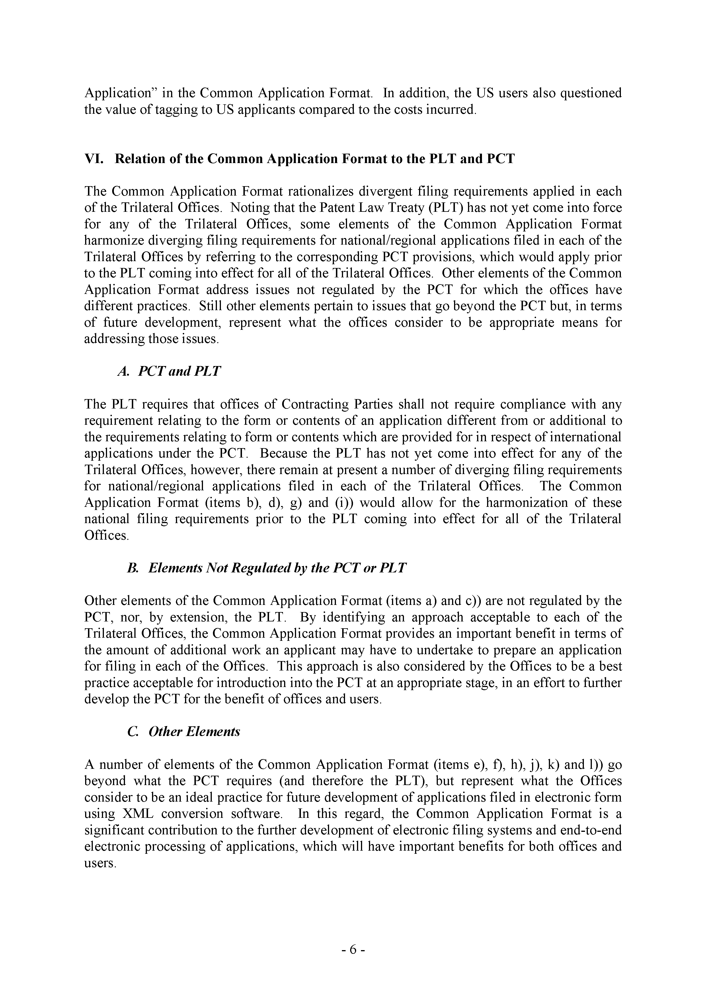 Application” in the Common Application Format.  In addition, the US users also questioned
the value of tagging to US applicants compared to the costs incurred.
VI.   Relation of the Common Application Format to the PLT and PCT
The Common Application Format rationalizes divergent filing requirements applied in each
of the Trilateral Offices.  Noting that the Patent Law Treaty (PLT) has not yet come into force
for any of the Trilateral Offices, some elements of the Common Application Format
harmonize diverging filing requirements for national/regional applications filed in each of the
Trilateral Offices by referring to the corresponding PCT provisions, which would apply prior
to the PLT coming into effect for all of the Trilateral Offices.  Other elements of the Common
Application Format address issues not regulated by the PCT for which the offices have
different practices.  Still other elements pertain to issues that go beyond the PCT but, in terms
of future development, represent what the offices consider to be appropriate means for
addressing those issues.
A.  PCT and PLT
The PLT requires that offices of Contracting Parties shall not require compliance with any
requirement relating to the form or contents of an application different from or additional to
the requirements relating to form or contents which are provided for in respect of international
applications under the PCT.  Because the PLT has not yet come into effect for any of the
Trilateral Offices, however, there remain at present a number of diverging filing requirements
for national/regional applications filed in each of the Trilateral Offices.  The Common
Application Format (items b), d), g) and (i)) would allow for the harmonization of these
national filing requirements prior to the PLT coming into effect for all of the Trilateral
Offices.
B.  Elements Not Regulated by the PCT or PLT
Other elements of the Common Application Format (items a) and c)) are not regulated by the
PCT, nor, by extension, the PLT.  By identifying an approach acceptable to each of the
Trilateral Offices, the Common Application Format provides an important benefit in terms of
the amount of additional work an applicant may have to undertake to prepare an application
for filing in each of the Offices.  This approach is also considered by the Offices to be a best
practice acceptable for introduction into the PCT at an appropriate stage, in an effort to further
develop the PCT for the benefit of offices and users.
C.  Other Elements
A number of elements of the Common Application Format (items e), f), h), j), k) and l)) go
beyond what the PCT requires (and therefore the PLT), but represent what the Offices
consider to be an ideal practice for future development of applications filed in electronic form
using XML conversion software.  In this regard, the Common Application Format is a
significant contribution to the further development of electronic filing systems and end-to-end
electronic processing of applications, which will have important benefits for both offices and
users.
- 6 -